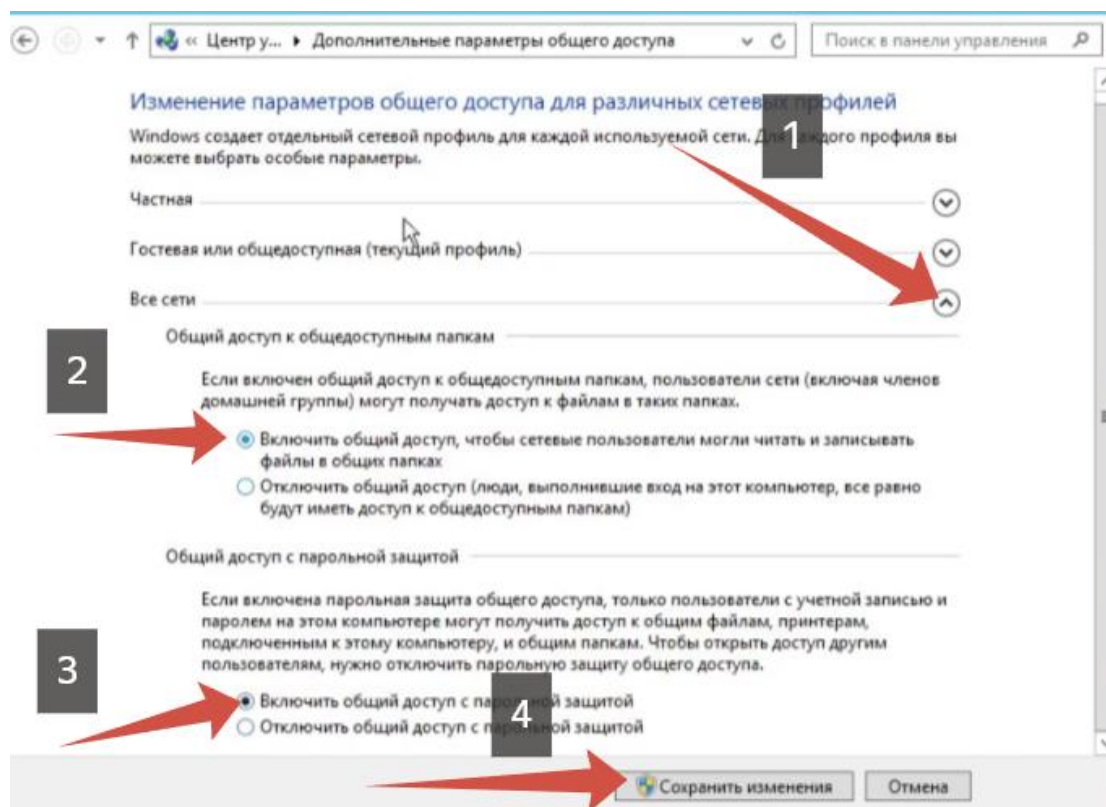 « Центр у... ▸ Дополнительные параметры общего доступа
Поиск в панели управления
Изменение параметров общего доступа для различных сетевых профилей
Windows создает отдельный сетевой профиль для каждой используемой сети. Для каждого профиля вы
можете выбрать особые параметры.
1
Частная
Гостевая или общедоступная (текущий профиль)
Все сети
Общий доступ к общедоступным папкам
2
Если включен общий доступ к общедоступным папкам, пользователи сети (включая членов
домашней группы) могут получать доступ к файлам в таких папках.
Включить общий доступ, чтобы сетевые пользователи могли читать и записывать
файлы в общих папках
Отключить общий доступ (люди, выполнившие вход на этот компьютер, все равно
будут иметь доступ к общедоступным папкам)
Общий доступ с парольной защитой
Если включена парольная защита общего доступа, только пользователи с учетной записью и
паролем на этом компьютере могут получить доступ к общим файлам, принтерам,
подключенным к этому компьютеру, и общим папкам. Чтобы открыть доступ другим
пользователям, нужно отключить парольную защиту общего доступа.
3
Включить общий доступ с парольной защитой
Отключить общий доступ с парольной защитой
4
Сохранить изменения
Отмена